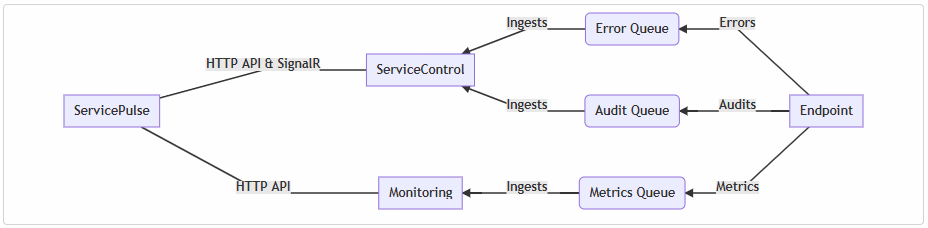 Ingests
Error Queue
Errors
HTTP API & SignalR
ServiceControl
ServicePulse
Ingests
Audit Queue
Audits
Endpoint
HTTP API
Monitoring
Ingests
Metrics Queue
Metrics